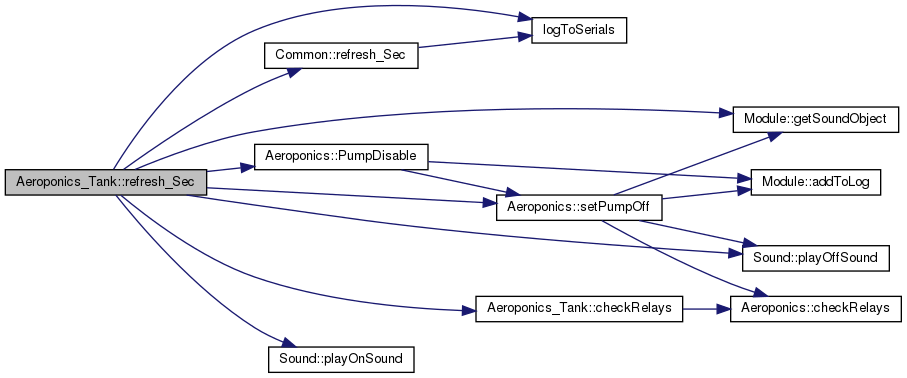 logToSerials
Common::refresh_Sec
Module::getSoundObject
Aeroponics::PumpDisable
Aeroponics_Tank::refresh_Sec
Module::addToLog
Aeroponics::setPumpOff
Sound::playOffSound
Aeroponics_Tank::checkRelays
Aeroponics::checkRelays
Sound::playOnSound